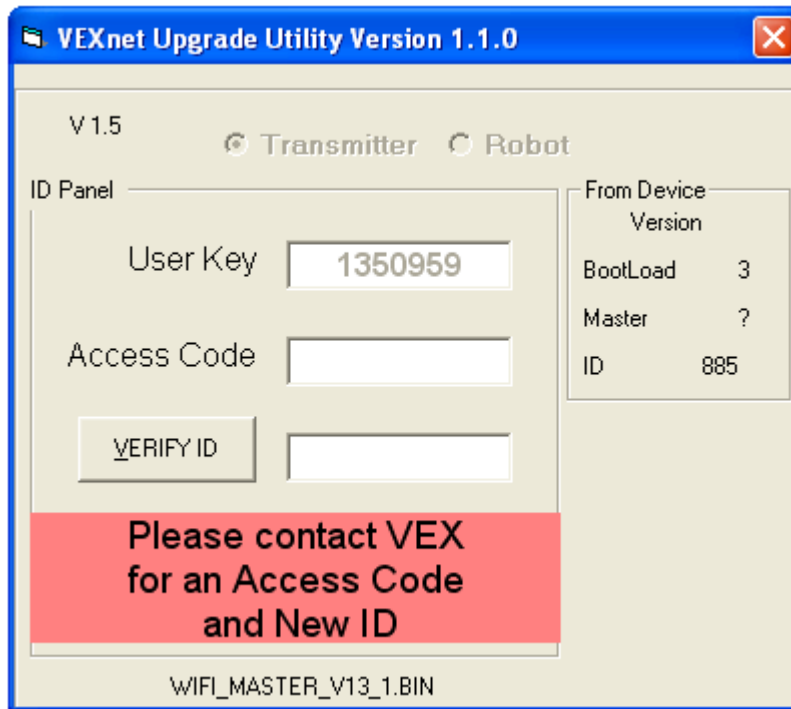 VEXnet Upgrade Utility Version 1.1.0
V 1.5
Transmitter Robot
ID Panel
User Key 1350959
Access Code
VERIFY ID
Please contact VEX
for an Access Code
and New ID
From Device
Version
BootLoad 3
Master ?
ID 885
WIFI_MASTER_V13_1.BIN